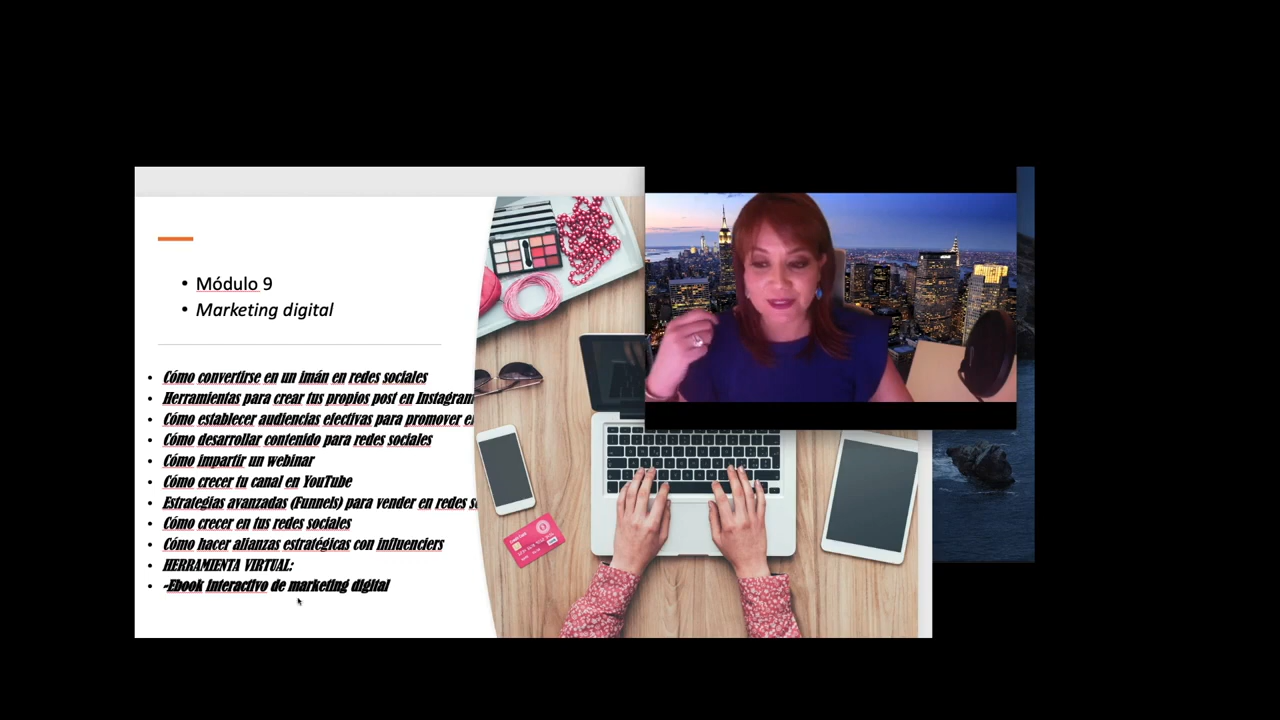 Módulo 9
Marketing digital
Cómo convertirse en un imán en redes sociales
Herramientas para crear tus propios post en Instagram
Cómo establecer audiencias efectivas para promover
Cómo desarrollar contenido para redes sociales
Cómo impartir un webinar
Cómo crecer tu canal en YouTube
Estrategias avanzadas (Funnels) para vender en redes
Cómo crecer en tus redes sociales
Cómo hacer alianzas estratégicas con influenciers
HERRAMIENTA VIRTUAL:
-Ebook interactivo de marketing digital